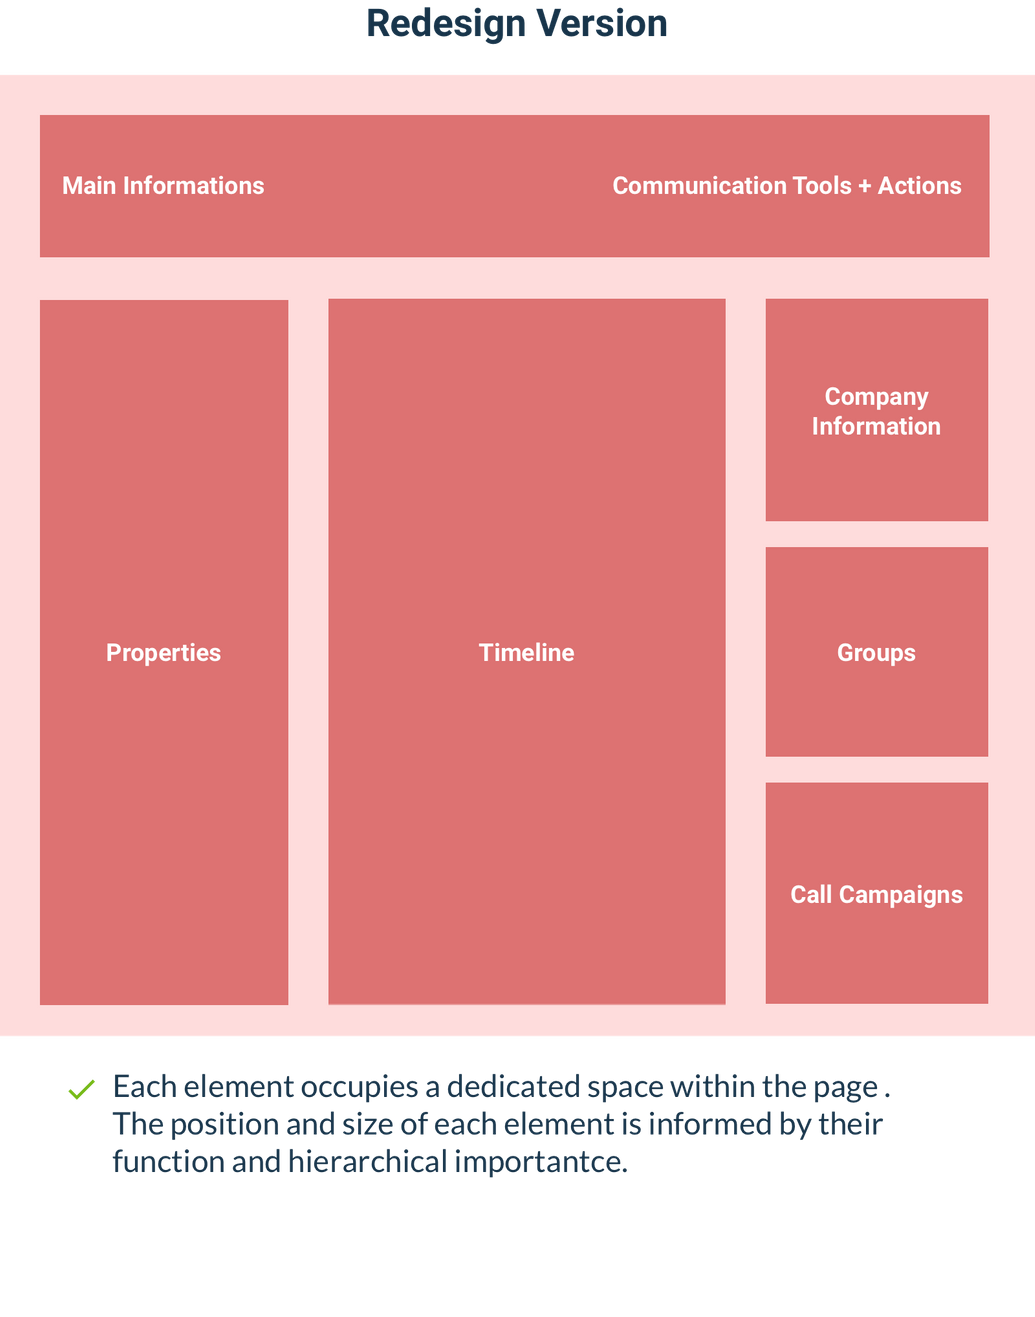 Redesign Version
Main Informations
Communication Tools + Actions
Properties
Timeline
Company
Information
Groups
Call Campaigns
Each element occupies a dedicated space within the page .
The position and size of each element is informed by their
function and hierarchical importantce.